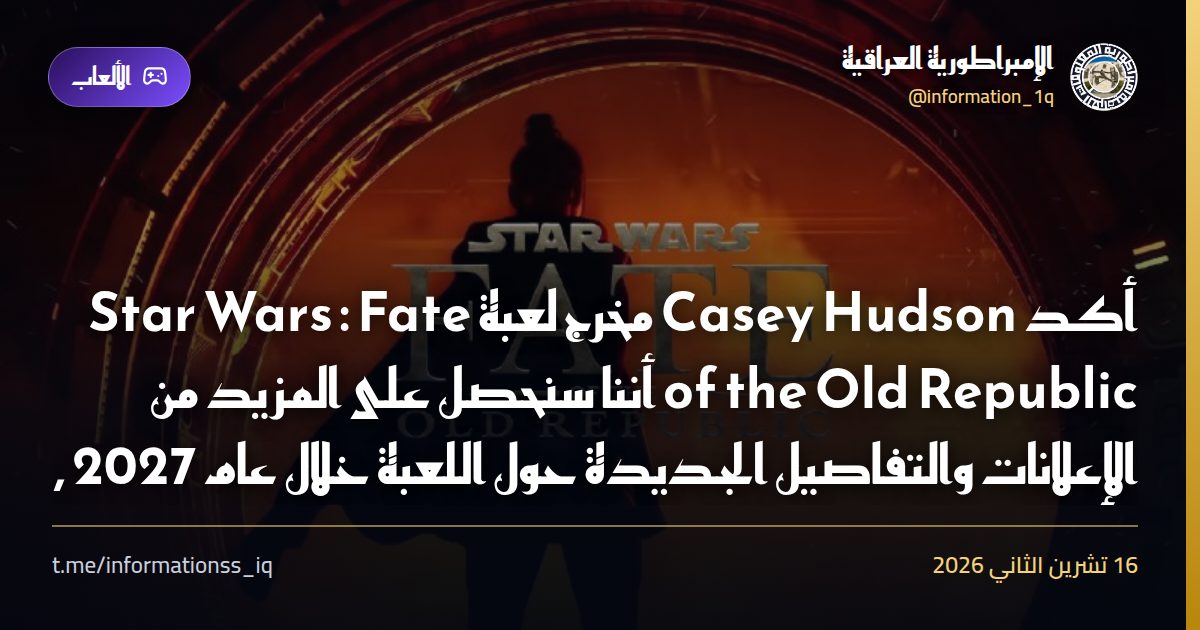 الإمبراطورية العراقية
@information_1q
الألعاب
STAR WARS
FATE
OLD REPUBLIC
أكد Casey Hudson مخرج لعبة Star Wars : Fate
of the Old Republic أننا سنحصل على المزيد من
الإعلانات والتفاصيل الجديدة حول اللعبة خلال عام 2027 ,
16 تشرين الثاني 2026
t.me/informationss_iq